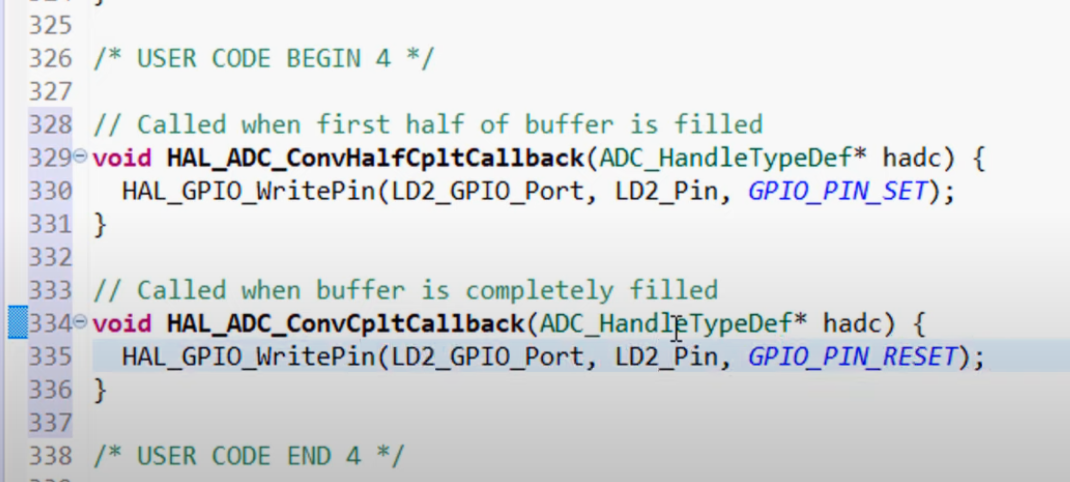 325
326 /* USER CODE BEGIN 4 */
327
328 // Called when first half of buffer is filled
329 void HAL_ADC_ConvHalfCpltCallback(ADC_HandleTypeDef* hadc) {
330   HAL_GPIO_WritePin(LD2_GPIO_Port, LD2_Pin, GPIO_PIN_SET);
331 }
332
333 // Called when buffer is completely filled
334 void HAL_ADC_ConvCpltCallback(ADC_HandleTypeDef* hadc) {
335   HAL_GPIO_WritePin(LD2_GPIO_Port, LD2_Pin, GPIO_PIN_RESET);
336 }
337
338 /* USER CODE END 4 */